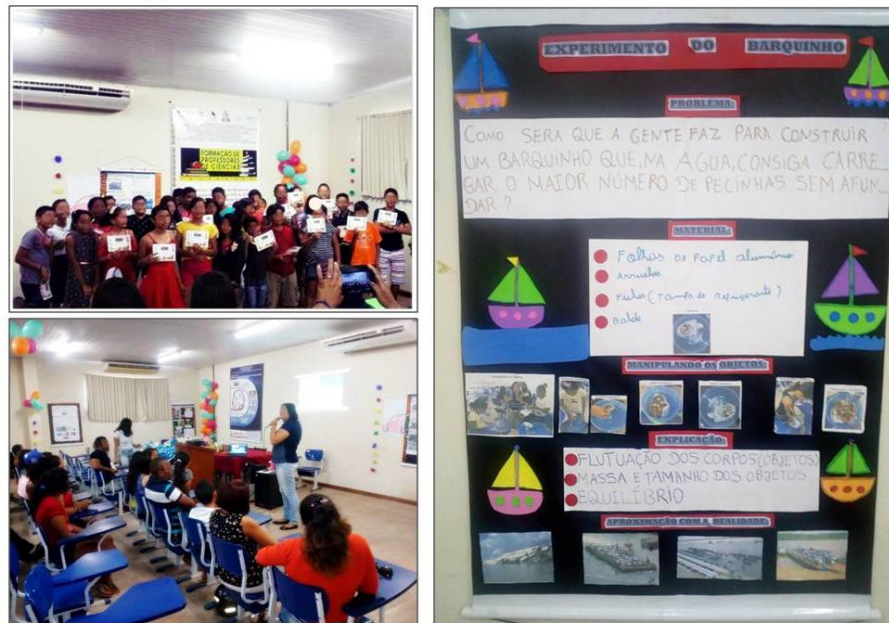 FORMAÇÃO DE
PROFESSORES
DE CIÊNCIAS
EXPERIMENTO DO BARQUINHO
PROBLEMA:
COMO SERÁ QUE A GENTE FAZ PARA CONSTRUIR
UM BARQUINHO QUE, NA ÁGUA, CONSIGA CARRE
GAR O MAIOR NÚMERO DE PECINHAS SEM AFUN
DAR?
MATERIAL:
Folhas de Papel alumínio
Arruelas
Fichas (Tampa de refrigerante)
Balde
MANIPULANDO OS OBJETOS:
EXPLICAÇÃO:
FLUTUAÇÃO DOS CORPOS (OBJETOS)
MASSA E TAMANHO DOS OBJETOS
EQUILÍBRIO
APROXIMAÇÃO COM A REALIDADE: